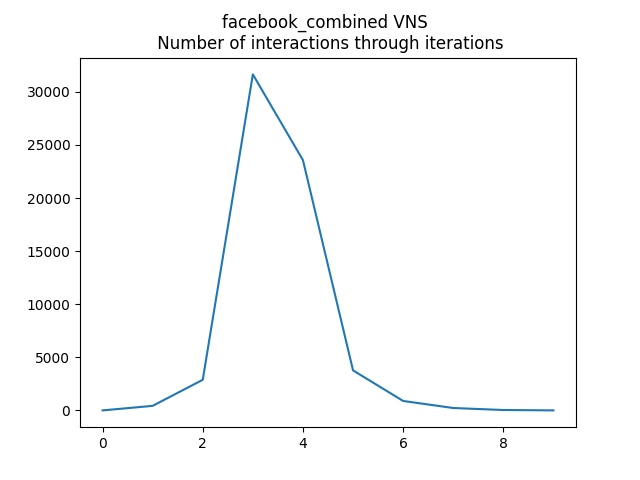 facebook_combined VNS
Number of interactions through iterations
30000
25000
20000
15000
10000
5000
0
0 2 4 6 8